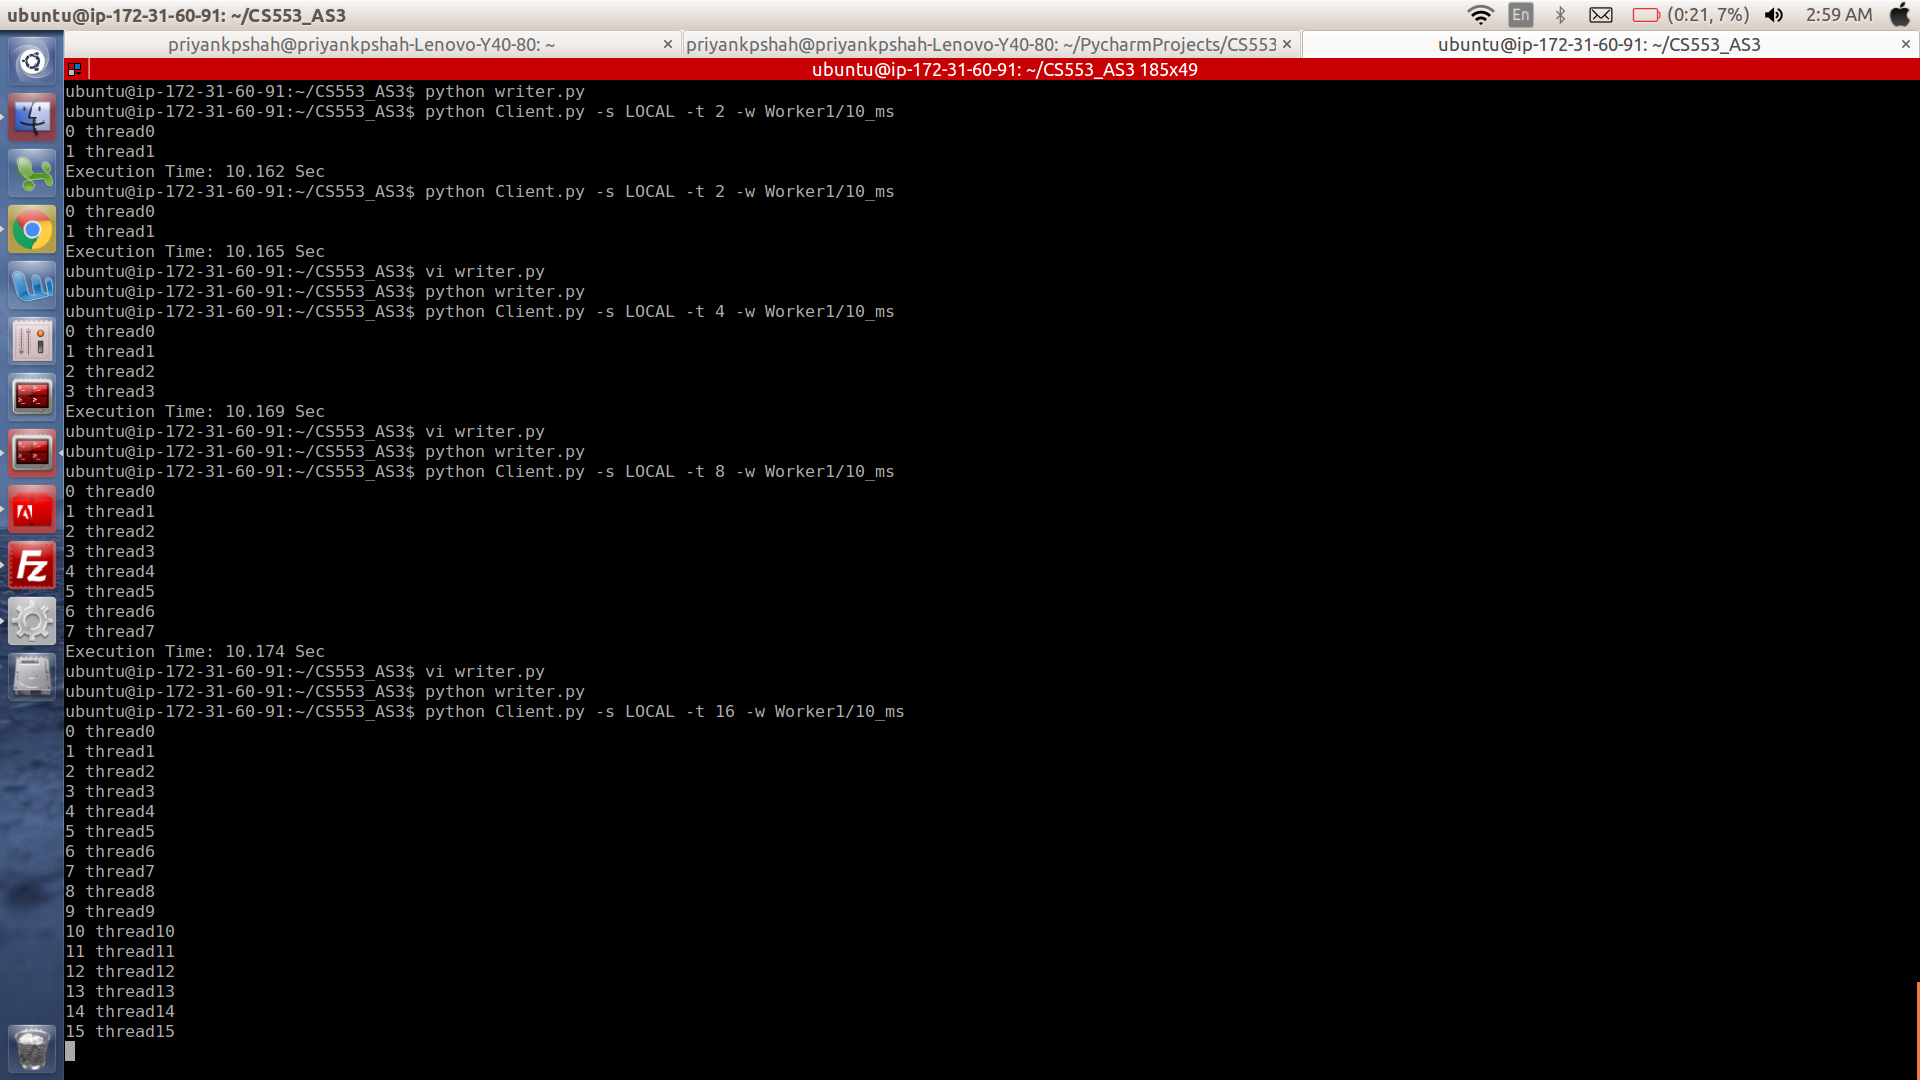 ubuntu@ip-172-31-60-91: ~/CS553_AS3
En
(0:21, 7%)
2:59 AM
priyankpshah@priyankpshah-Lenovo-Y40-80: ~
priyankpshah@priyankpshah-Lenovo-Y40-80: ~/PycharmProjects/CS553
ubuntu@ip-172-31-60-91: ~/CS553_AS3
ubuntu@ip-172-31-60-91: ~/CS553_AS3 185x49
ubuntu@ip-172-31-60-91:~/CS553_AS3$ python writer.py
ubuntu@ip-172-31-60-91:~/CS553_AS3$ python Client.py -s LOCAL -t 2 -w Worker1/10_ms
0 thread0
1 thread1
Execution Time: 10.162 Sec
ubuntu@ip-172-31-60-91:~/CS553_AS3$ python Client.py -s LOCAL -t 2 -w Worker1/10_ms
0 thread0
1 thread1
Execution Time: 10.165 Sec
ubuntu@ip-172-31-60-91:~/CS553_AS3$ vi writer.py
ubuntu@ip-172-31-60-91:~/CS553_AS3$ python writer.py
ubuntu@ip-172-31-60-91:~/CS553_AS3$ python Client.py -s LOCAL -t 4 -w Worker1/10_ms
0 thread0
1 thread1
2 thread2
3 thread3
Execution Time: 10.169 Sec
ubuntu@ip-172-31-60-91:~/CS553_AS3$ vi writer.py
ubuntu@ip-172-31-60-91:~/CS553_AS3$ python writer.py
ubuntu@ip-172-31-60-91:~/CS553_AS3$ python Client.py -s LOCAL -t 8 -w Worker1/10_ms
0 thread0
1 thread1
2 thread2
3 thread3
4 thread4
5 thread5
6 thread6
7 thread7
Execution Time: 10.174 Sec
ubuntu@ip-172-31-60-91:~/CS553_AS3$ vi writer.py
ubuntu@ip-172-31-60-91:~/CS553_AS3$ python writer.py
ubuntu@ip-172-31-60-91:~/CS553_AS3$ python Client.py -s LOCAL -t 16 -w Worker1/10_ms
0 thread0
1 thread1
2 thread2
3 thread3
4 thread4
5 thread5
6 thread6
7 thread7
8 thread8
9 thread9
10 thread10
11 thread11
12 thread12
13 thread13
14 thread14
15 thread15